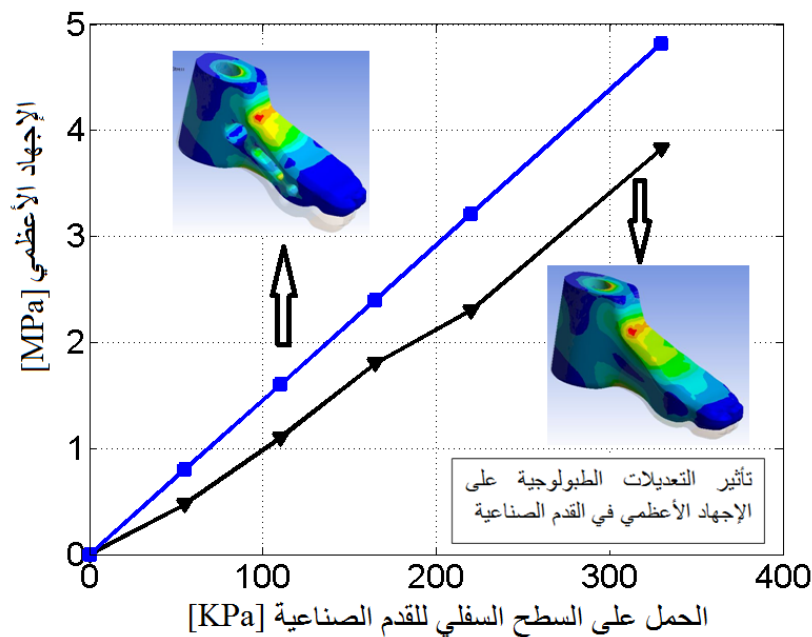 5
4
3
2
1
0
0
100
200
300
400
الإجهاد الأعظمي [MPa]
الحمل على السطح السفلي للقدم الصناعية [KPa]
تأثير التعديلات الطبولوجية على
الإجهاد الأعظمي في القدم الصناعية